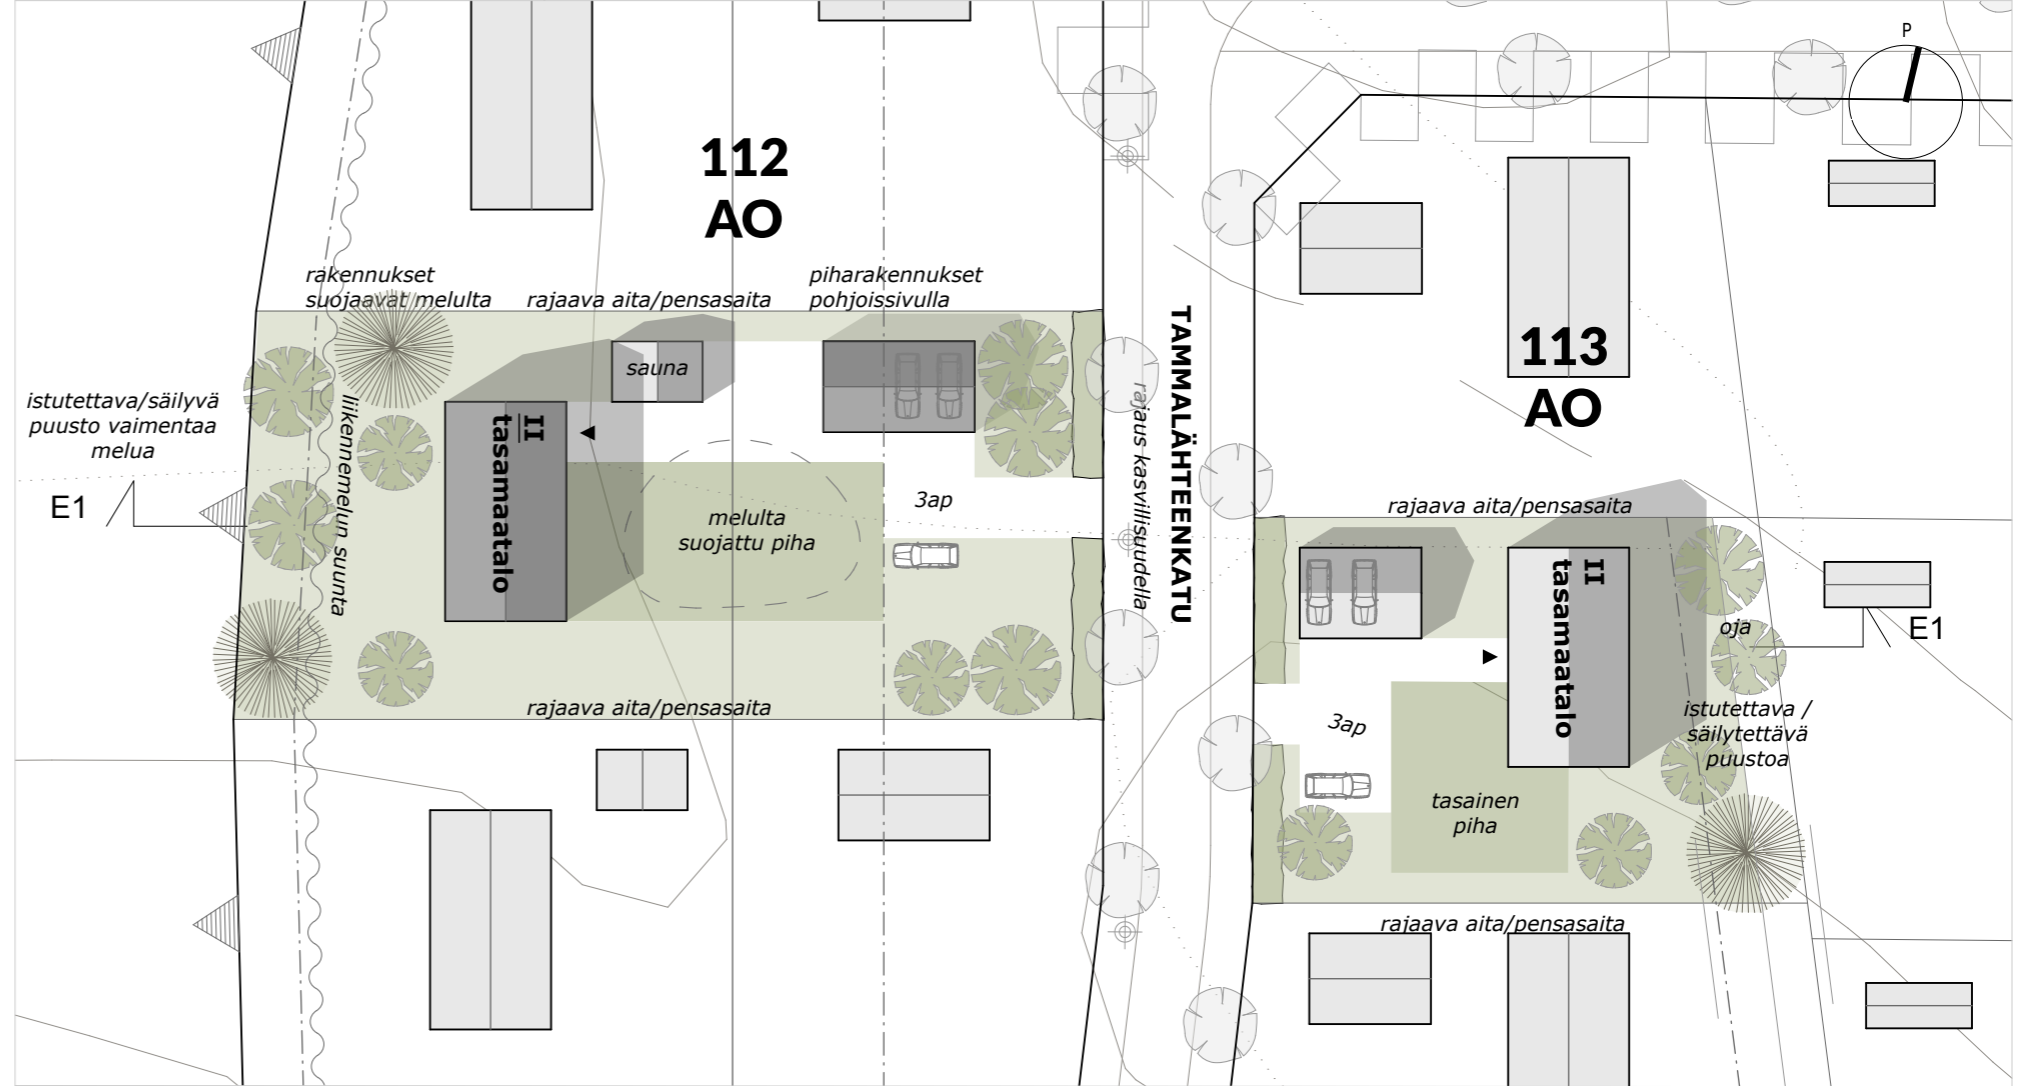 P
112
AO
rakennukset
suojaavat melulta
rajaava aita/pensasaita
piharakennukset
pohjoissivulla
sauna
istutettava/säilyvä
puusto vaimentaa
melua
E1
liikennemelun suunta
II
tasamaatalo
melulta
suojattu piha
3ap
rajaava aita/pensasaita
rajaus kasvillisuudella
TAMMALÄHTEENKATU
113
AO
rajaava aita/pensasaita
II
tasamaatalo
oja
E1
3ap
istutettava /
säilytettävä
puustoa
tasainen
piha
rajaava aita/pensasaita